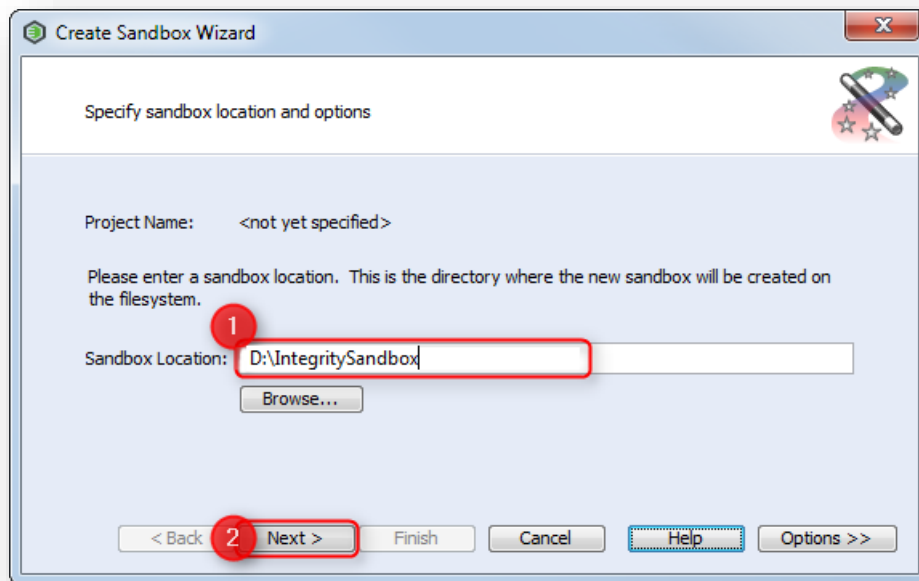 Create Sandbox Wizard
Specify sandbox location and options
Project Name: <not yet specified>
Please enter a sandbox location. This is the directory where the new sandbox will be created on
the filesystem.
1
Sandbox Location: D:\IntegritySandbox
Browse...
< Back 2 Next > Finish Cancel Help Options >>